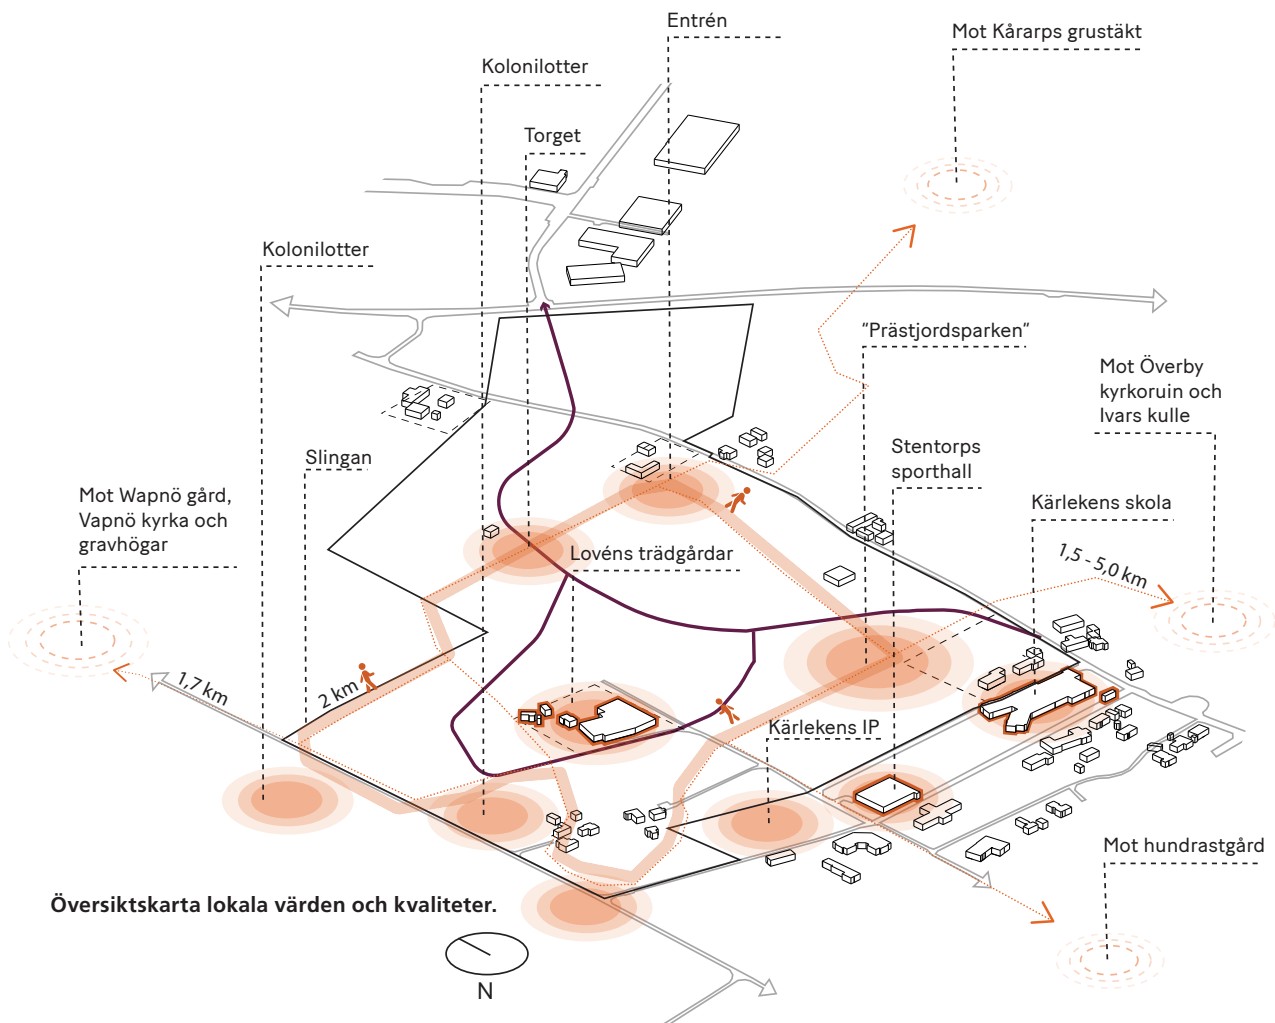 Entrén
Mot Kårarps grustäkt
Kolonilotter
Torget
Kolonilotter
"Prästjordsparken"
Mot Överby
kyrkoruin och
Ivars kulle
Slingan
Stentorps
sporthall
Mot Wapnö gård,
Vapnö kyrka och
gravhögar
Kärlekens skola
Lovéns trädgårdar
1,5 - 5,0 km
1,7 km
2 km
Kärlekens IP
Mot hundrastgård
Översiktskarta lokala värden och kvaliteter.
N